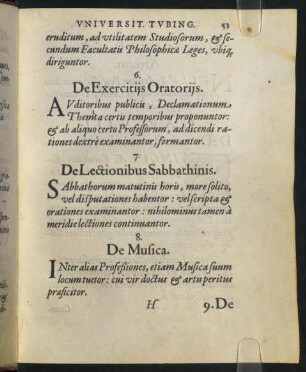 VNIVERSIT. TVBING. 53
eruditum, ad vtilitatem Studiosorum, & se-
cundum Facultatis Philosophicæ Leges, vbiq;
diriguntor.
6.
De Exercitijs Oratorijs.
AVditoribus publicis, Declamationum
Themata certis temporibus proponuntor:
& ab aliquo certo Professorum, ad dicendi ra-
tiones dextrè examinantor, formantor.
7
De Lectionibus Sabbathinis.
SAbbathorum matutinis horis, more solito,
vel disputationes habentor: vel scripta &
orationes examinantor: nihilominus tamen à
meridie lectiones continuantor.
8.
De Musica.
INter alias Professiones, etiam Musica suum
locum tuetor: cui vir doctus & artu peritus
præficitor.
H 9. De